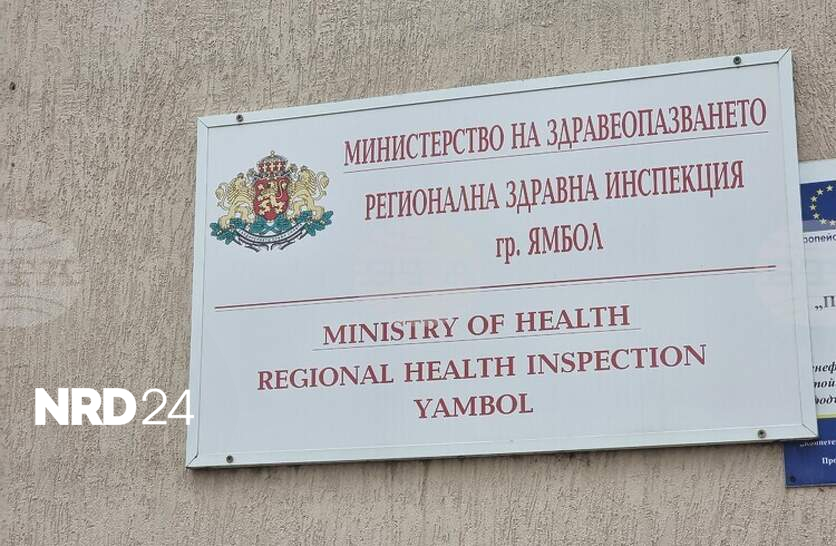 МИНИСТЕРСТВО НА ЗДРАВЕОПАЗВАНЕТО
РЕГИОНАЛНА ЗДРАВНА ИНСПЕКЦИЯ
гр. ЯМБОЛ
MINISTRY OF HEALTH
REGIONAL HEALTH INSPECTION
YAMBOL
NRD24